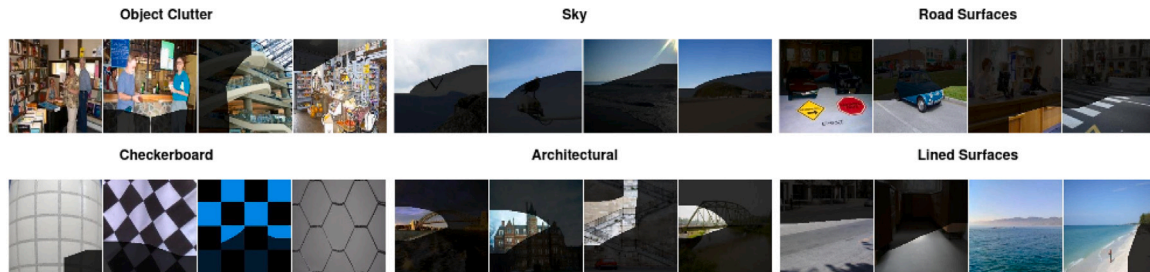 Object Clutter
Sky
Road Surfaces
Checkerboard
Architectural
Lined Surfaces